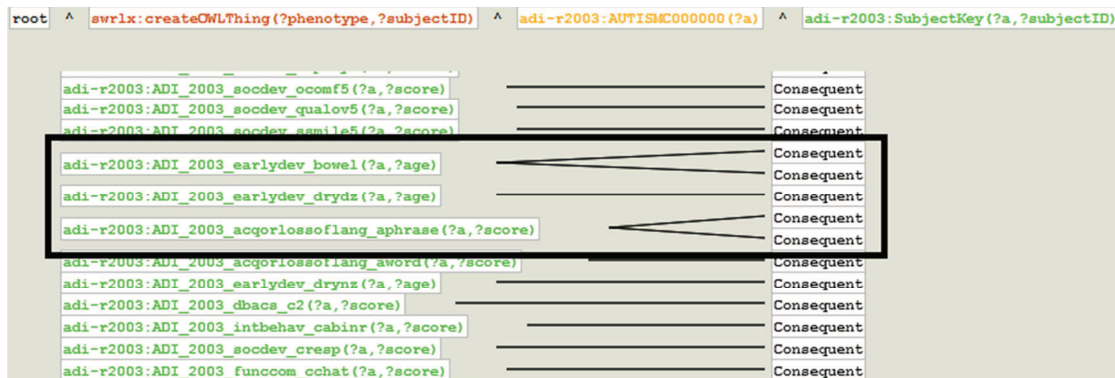 root ^ swrlx:createOWLThing(?phenotype,?subjectID) ^ adi-r2003:AUTISMC000000(?a) ^ adi-r2003:SubjectKey(?a,?subjectID)
adi-r2003:ADI_2003_socdev_ocomf5(?a,?score) Consequent
adi-r2003:ADI_2003_socdev_qualov5(?a,?score) Consequent
adi-r2003:ADI_2003_socdev_ssmile5(?a,?score) Consequent
adi-r2003:ADI_2003_earlydev_bowel(?a,?age) Consequent
Consequent
adi-r2003:ADI_2003_earlydev_drydz(?a,?age) Consequent
adi-r2003:ADI_2003_acqorlossoflang_aphrase(?a,?score) Consequent
Consequent
adi-r2003:ADI_2003_acqorlossoflang_aword(?a,?score) Consequent
adi-r2003:ADI_2003_earlydev_drynz(?a,?age) Consequent
adi-r2003:ADI_2003_dbacs_c2(?a,?score) Consequent
adi-r2003:ADI_2003_intbehav_cabinr(?a,?score) Consequent
adi-r2003:ADI_2003_socdev_cresp(?a,?score) Consequent
adi-r2003:ADI_2003_funccom_cchat(?a,?score) Consequent